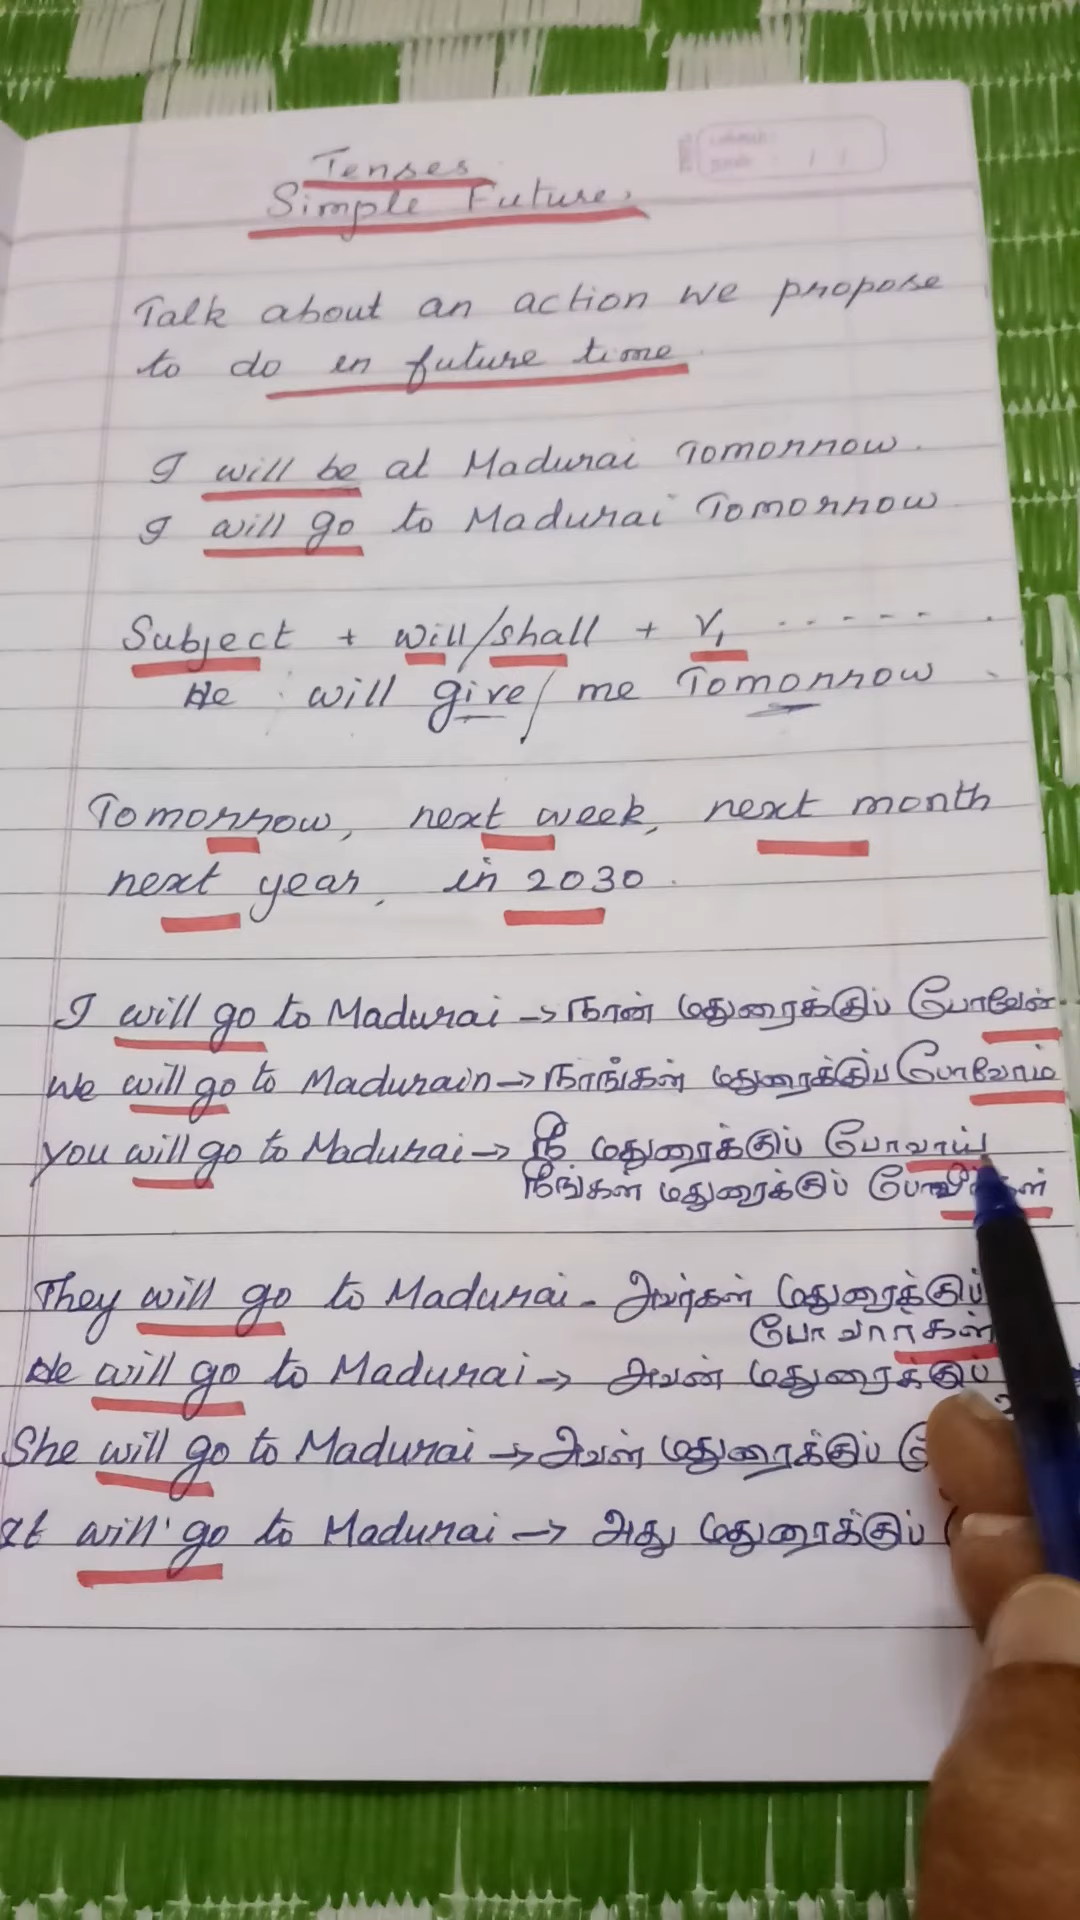 Tenses
Simple Future.
Talk about an action we propose
to do in future time.
I will be at Madurai Tomorrow.
I will go to Madurai Tomorrow
Subject + will/shall + V1 ------ .
He will give/ me Tomorrow
Tomorrow, next week, next month
next year, in 2030.
I will go to Madurai -> நான் மதுரைக்குப் போவேன்
We will go to Madurain -> நாங்கள் மதுரைக்குப் போவோம்
you will go to Madurai -> நீ மதுரைக்குப் போவாய்
நீங்கள் மதுரைக்குப் போவீர்கள்
They will go to Madurai - அவர்கள் மதுரைக்குப்
போவார்கள்
He will go to Madurai -> அவன் மதுரைக்குப்
She will go to Madurai -> அவள் மதுரைக்குப்
It will go to Madurai -> அது மதுரைக்குப்